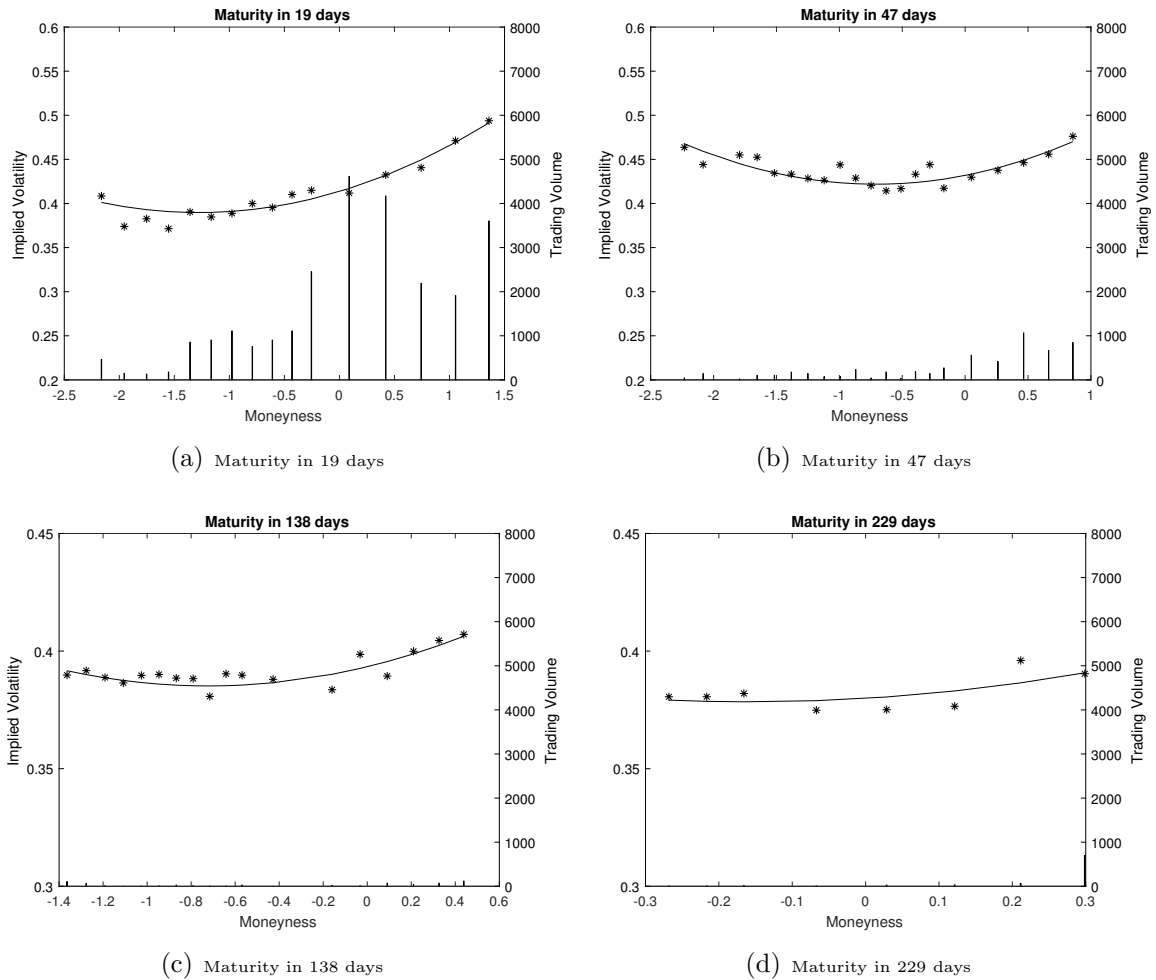 Maturity in 19 days
Implied Volatility
0.6
0.55
0.5
0.45
0.4
0.35
0.3
0.25
0.2
8000
7000
6000
5000
4000
3000
2000
1000
0
Trading Volume
-2.5 -2 -1.5 -1 -0.5 0 0.5 1 1.5
Moneyness
(a) Maturity in 19 days
Maturity in 47 days
Implied Volatility
0.6
0.55
0.5
0.45
0.4
0.35
0.3
0.25
0.2
8000
7000
6000
5000
4000
3000
2000
1000
0
Trading Volume
-2.5 -2 -1.5 -1 -0.5 0 0.5 1
Moneyness
(b) Maturity in 47 days
Maturity in 138 days
Implied Volatility
0.45
0.4
0.35
0.3
8000
7000
6000
5000
4000
3000
2000
1000
0
Trading Volume
-1.4 -1.2 -1 -0.8 -0.6 -0.4 -0.2 0 0.2 0.4 0.6
Moneyness
(c) Maturity in 138 days
Maturity in 229 days
0.45
0.4
0.35
0.3
8000
7000
6000
5000
4000
3000
2000
1000
0
Trading Volume
-0.3 -0.2 -0.1 0 0.1 0.2 0.3
Moneyness
(d) Maturity in 229 days